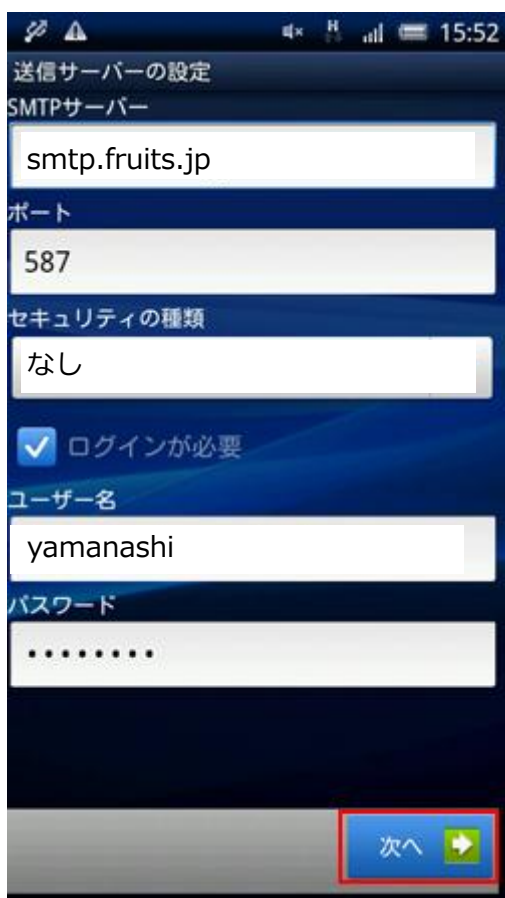 H
15:52
送信サーバーの設定
SMTPサーバー
smtp.fruits.jp
ポート
587
セキュリティの種類
なし
ログインが必要
ユーザー名
yamanashi
パスワード
••••••••
次へ